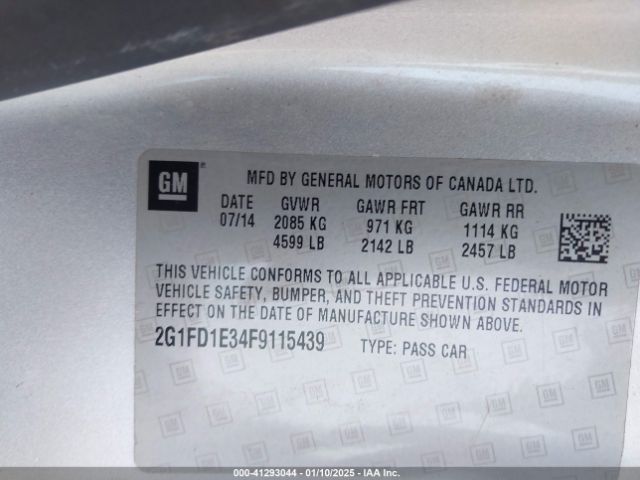 GM
MFD BY GENERAL MOTORS OF CANADA LTD.
DATE GVWR GAWR FRT GAWR RR
07/14 2085 KG 971 KG 1114 KG
4599 LB 2142 LB 2457 LB
THIS VEHICLE CONFORMS TO ALL APPLICABLE U.S. FEDERAL MOTOR
VEHICLE SAFETY, BUMPER, AND THEFT PREVENTION STANDARDS IN
EFFECT ON THE DATE OF MANUFACTURE SHOWN ABOVE.
2G1FD1E34F9115439 TYPE: PASS CAR
000-41293044 - 01/10/2025 - IAA Inc.